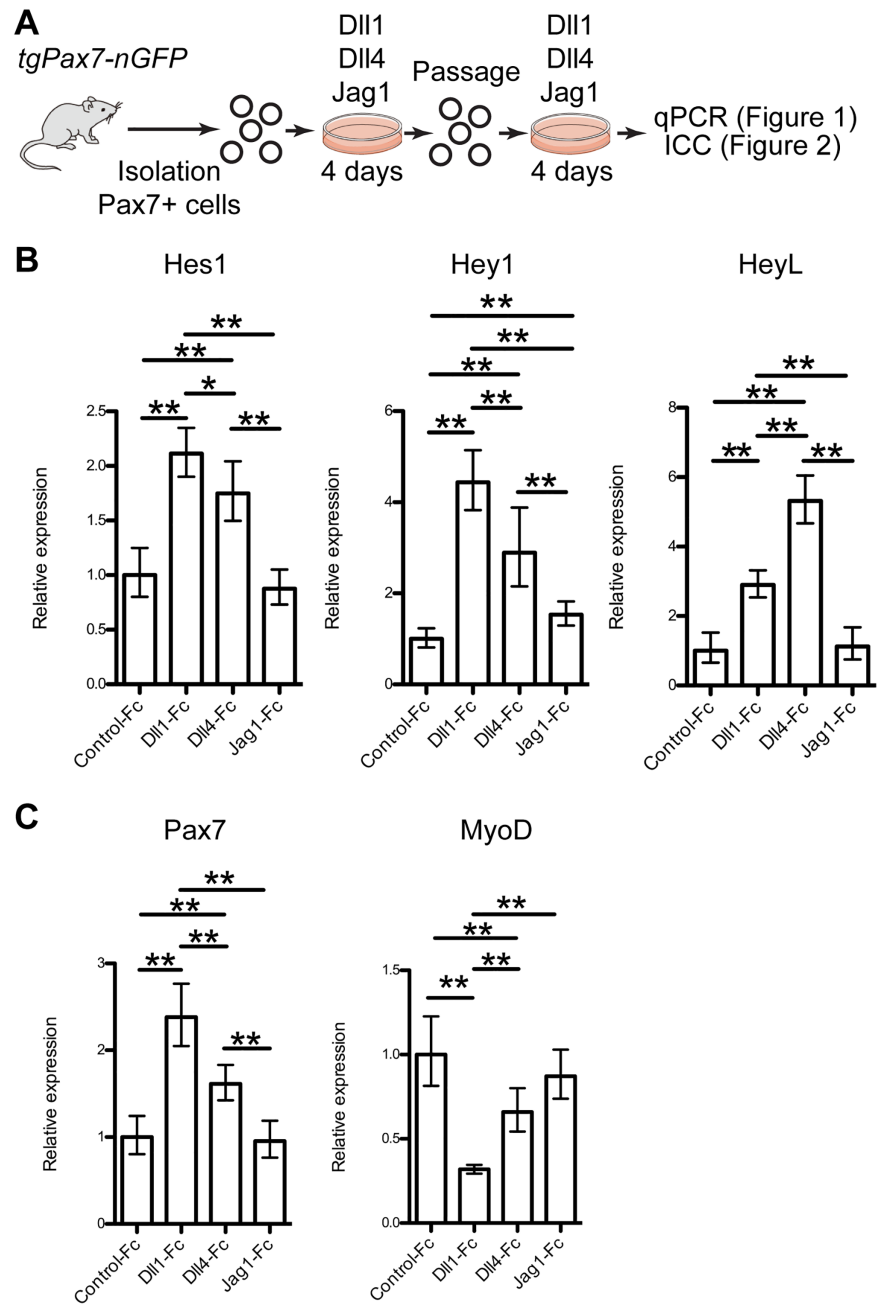 A
tgPax7-nGFP
Isolation
Pax7+ cells
Dll1
Dll4
Jag1
4 days
Passage
Dll1
Dll4
Jag1
4 days
qPCR (Figure 1)
ICC (Figure 2)
B
Hes1
**
**
*
**
**
Relative expression
2.5
2.0
1.5
1.0
0.5
0.0
Control-Fc
Dll1-Fc
Dll4-Fc
Jag1-Fc
Hey1
**
**
**
**
**
**
Relative expression
6
4
2
0
Control-Fc
Dll1-Fc
Dll4-Fc
Jag1-Fc
HeyL
**
**
**
**
**
Relative expression
8
6
4
2
0
Control-Fc
Dll1-Fc
Dll4-Fc
Jag1-Fc
C
Pax7
**
**
**
**
**
Relative expression
3
2
1
0
Control-Fc
Dll1-Fc
Dll4-Fc
Jag1-Fc
MyoD
**
**
**
**
Relative expression
1.5
1.0
0.5
0.0
Control-Fc
Dll1-Fc
Dll4-Fc
Jag1-Fc